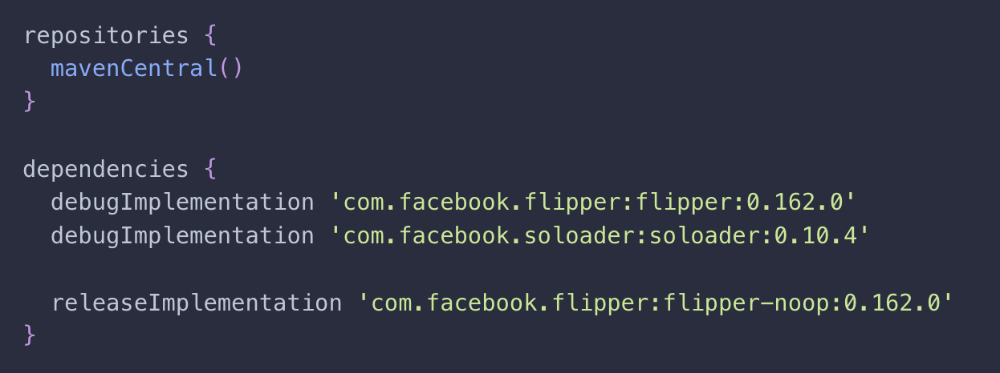 repositories {
  mavenCentral()
}

dependencies {
  debugImplementation 'com.facebook.flipper:flipper:0.162.0'
  debugImplementation 'com.facebook.soloader:soloader:0.10.4'

  releaseImplementation 'com.facebook.flipper:flipper-noop:0.162.0'
}